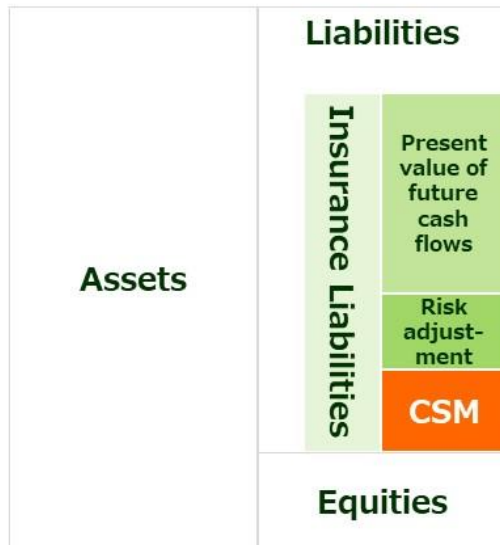 Liabilities
Insurance Liabilities
Present
value of
future
cash
flows
Risk
adjust-
ment
CSM
Assets
Equities